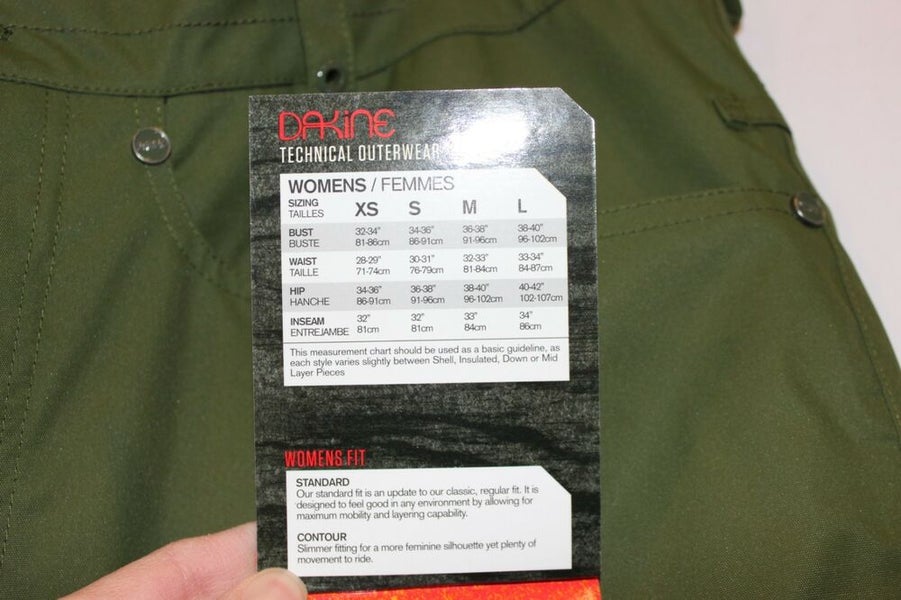 DAKINE
TECHNICAL OUTERWEAR
WOMENS / FEMMES
SIZING TAILLES XS S M L
BUST 32-34" 34-36" 36-38" 38-40"
BUSTE 81-86cm 86-91cm 91-96cm 96-102cm
WAIST 28-29" 30-31" 32-33" 33-34"
TAILLE 71-74cm 76-79cm 81-84cm 84-87cm
HIP 34-36" 36-38" 38-40" 40-42"
HANCHE 86-91cm 91-96cm 96-102cm 102-107cm
INSEAM 32" 32" 33" 34"
ENTREJAMBE 81cm 81cm 84cm 86cm
This measurement chart should be used as a basic guideline, as
each style varies slightly between Shell, Insulated, Down or Mid
Layer Pieces
WOMENS FIT
STANDARD
Our standard fit is an update to our classic, regular fit. It is
designed to feel good in any environment by allowing for
maximum mobility and layering capability.
CONTOUR
Slimmer fitting for a more feminine silhouette yet plenty of
movement to ride.